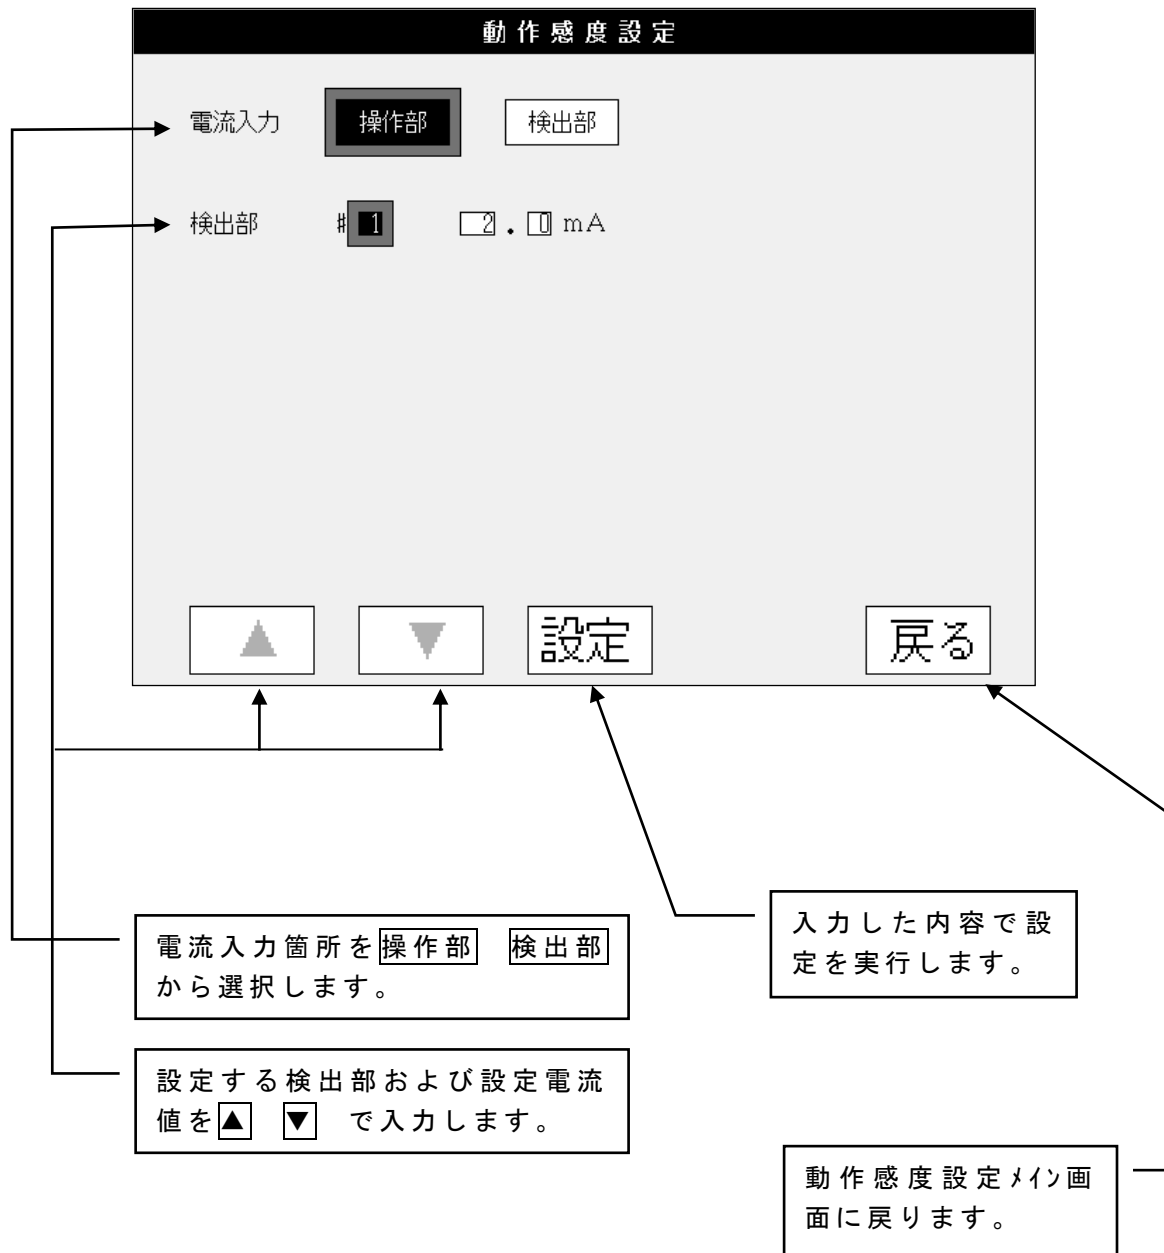 動作感度設定
電流入力 操作部 検出部
検出部 #1 2.0mA
▲ ▼ 設定 戻る
電流入力箇所を操作部 検出部
から選択します。
入力した内容で設
定を実行します。
設定する検出部および設定電流
値を▲ ▼ で入力します。
動作感度設定ﾒｲﾝ画
面に戻ります。